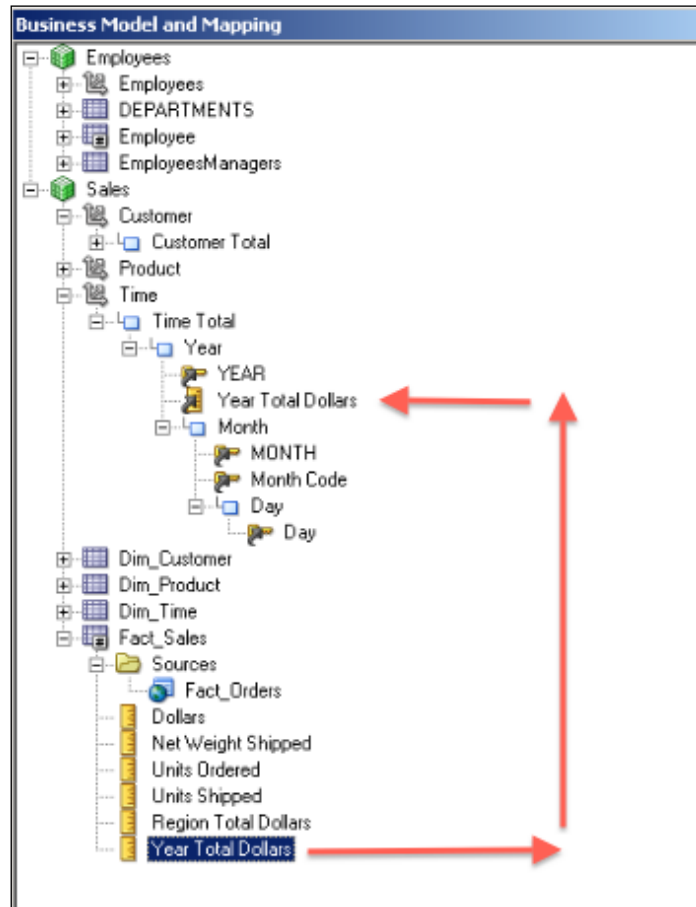 Business Model and Mapping
Employees
Employees
DEPARTMENTS
Employee
EmployeesManagers
Sales
Customer
Customer Total
Product
Time
Time Total
Year
YEAR
Year Total Dollars
Month
MONTH
Month Code
Day
Day
Dim_Customer
Dim_Product
Dim_Time
Fact_Sales
Sources
Fact_Orders
Dollars
Net Weight Shipped
Units Ordered
Units Shipped
Region Total Dollars
Year Total Dollars